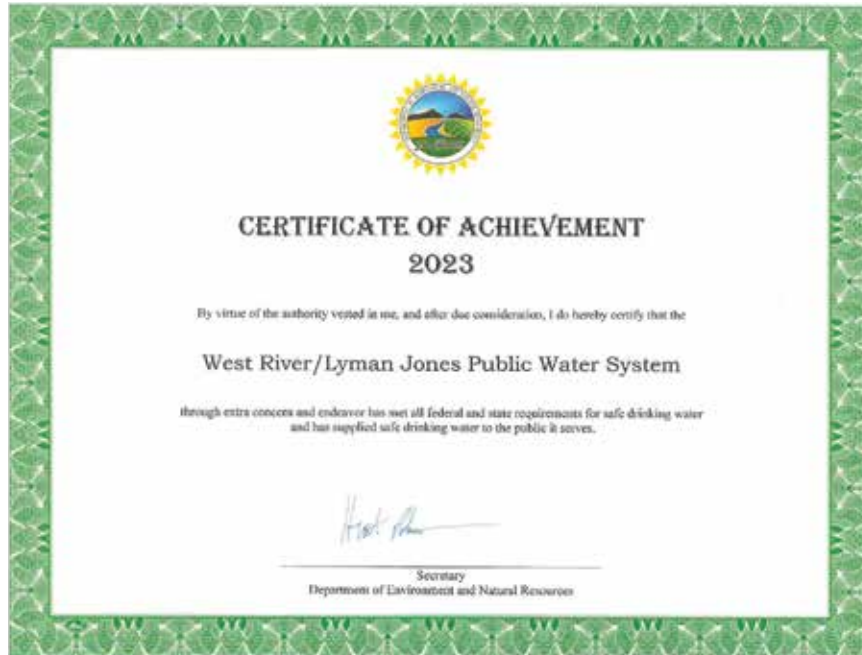 CERTIFICATE OF ACHIEVEMENT
2023
By virtue of the authority vested in me, and after due consideration, I do hereby certify that the
West River/Lyman Jones Public Water System
through extra concern and endeavor has met all federal and state requirements for safe drinking water
and has supplied safe drinking water to the public it serves.
Secretary
Department of Environment and Natural Resources